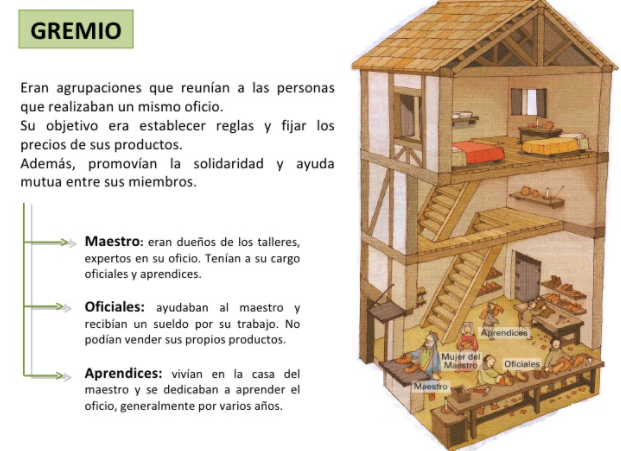 GREMIO
Eran agrupaciones que reunían a las personas
que realizaban un mismo oficio.
Su objetivo era establecer reglas y fijar los
precios de sus productos.
Además, promovían la solidaridad y ayuda
mutua entre sus miembros.
Maestro: eran dueños de los talleres,
expertos en su oficio. Tenían a su cargo
oficiales y aprendices.
Oficiales: ayudaban al maestro y
recibían un sueldo por su trabajo. No
podían vender sus propios productos.
Aprendices: vivían en la casa del
maestro y se dedicaban a aprender el
oficio, generalmente por varios años.
Aprendices
Mujer del
Maestro
Oficiales
Maestro